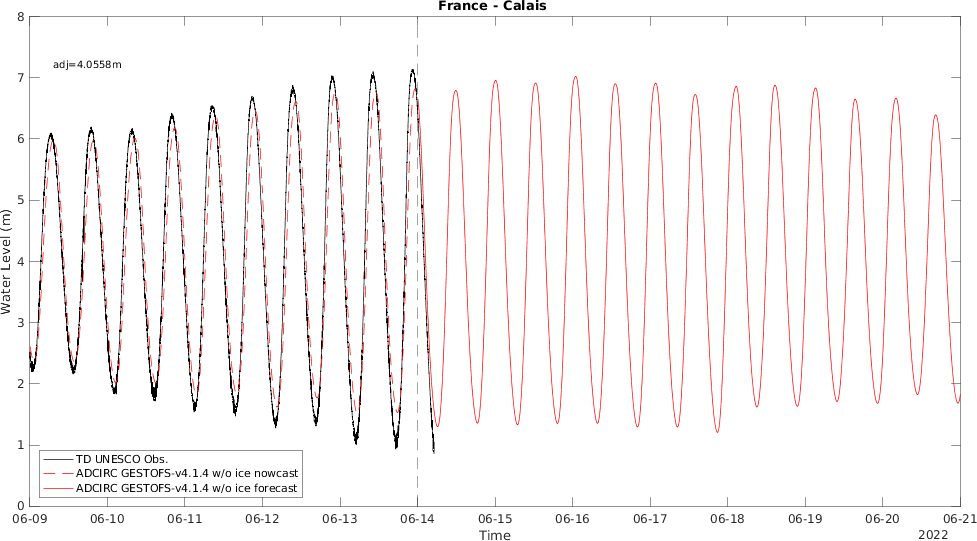 France - Calais
adj=4.0558m
8
7
6
5
4
3
2
1
0
Water Level (m)
TD UNESCO Obs.
ADCIRC GESTOFS-v4.1.4 w/o ice nowcast
ADCIRC GESTOFS-v4.1.4 w/o ice forecast
06-09 06-10 06-11 06-12 06-13 06-14 06-15 06-16 06-17 06-18 06-19 06-20 06-21
Time
2022